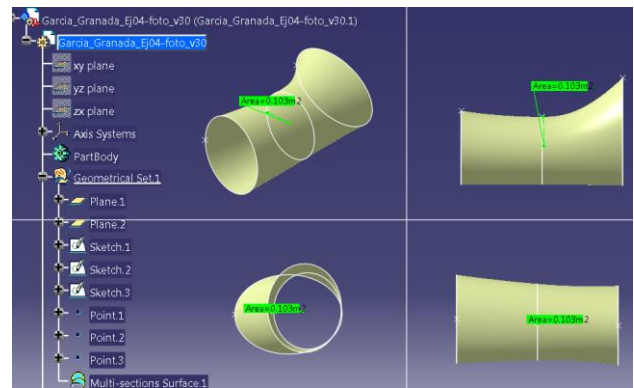 Garcia_Granada_Ej04-foto_v30 (Garcia_Granada_Ej04-foto_v30.1)
Garcia_Granada_Ej04-foto_v30
xy plane
yz plane
zx plane
Axis Systems
PartBody
Geometrical Set.1
Plane.1
Plane.2
Sketch.1
Sketch.2
Sketch.3
Point.1
Point.2
Point.3
Multi-sections Surface.1
Area=0.103m2
Area=0.103m2
Area=0.103m2
Area=0.103m2